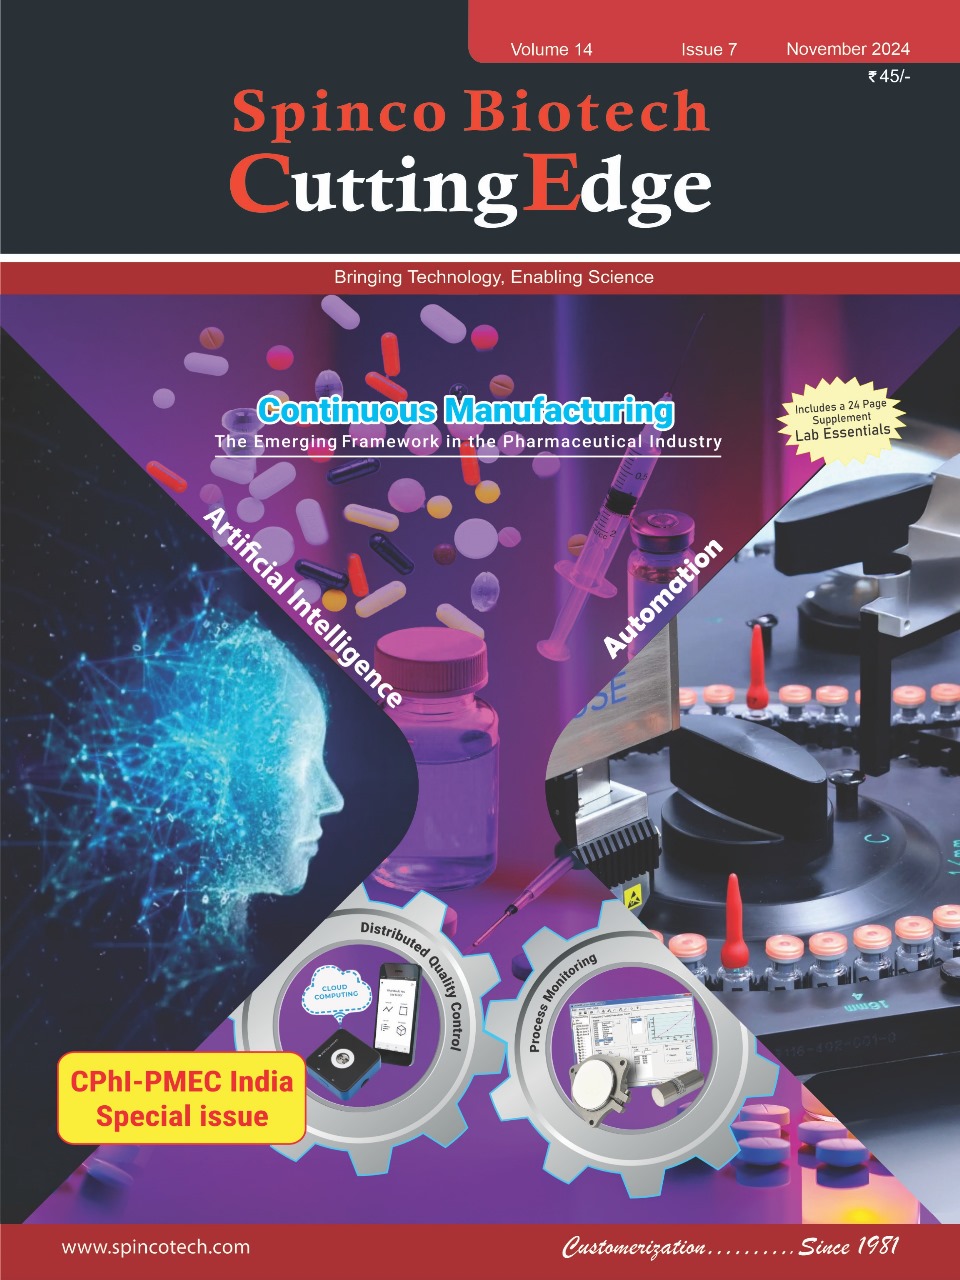 Volume 14 Issue 7 November 2024
₹ 45/-
Spinco Biotech
CuttingEdge
Bringing Technology, Enabling Science
Continuous Manufacturing
The Emerging Framework in the Pharmaceutical Industry
Includes a 24 Page
Supplement
Lab Essentials
Artificial Intelligence
Automation
Distributed Quality Control
CLOUD
COMPUTING
Process Monitoring
C
16mm
4
CPhI-PMEC India
Special issue
www.spincotech.com
Customerization..........Since 1981